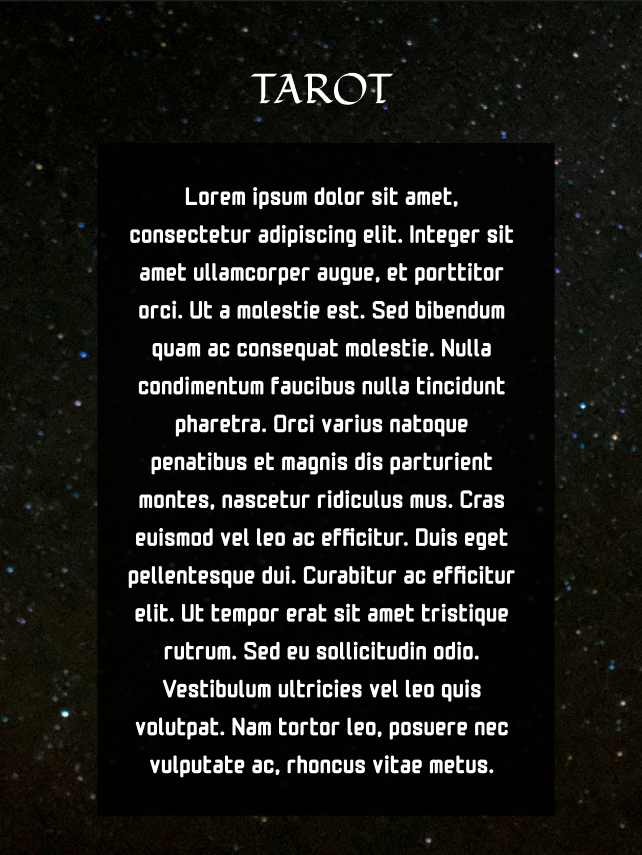 TAROT
Lorem ipsum dolor sit amet,
consectetur adipiscing elit. Integer sit
amet ullamcorper augue, et porttitor
orci. Ut a molestie est. Sed bibendum
quam ac consequat molestie. Nulla
condimentum faucibus nulla tincidunt
pharetra. Orci varius natoque
penatibus et magnis dis parturient
montes, nascetur ridiculus mus. Cras
euismod vel leo ac efficitur. Duis eget
pellentesque dui. Curabitur ac efficitur
elit. Ut tempor erat sit amet tristique
rutrum. Sed eu sollicitudin odio.
Vestibulum ultricies vel leo quis
volutpat. Nam tortor leo, posuere nec
vulputate ac, rhoncus vitae metus.